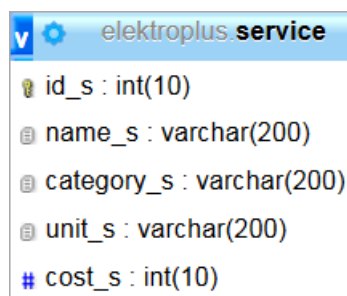 v elektroplus.service
id_s : int(10)
name_s : varchar(200)
category_s : varchar(200)
unit_s : varchar(200)
# cost_s : int(10)